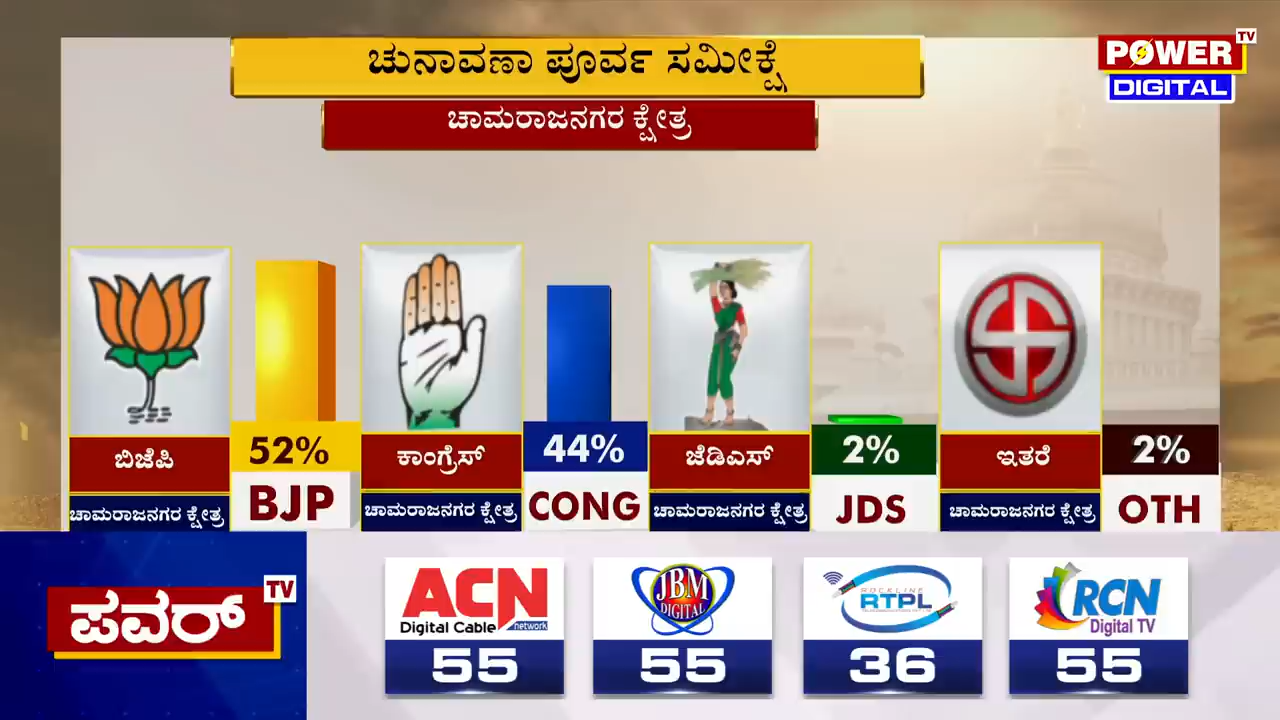 ಚುನಾವಣಾ ಪೂರ್ವ ಸಮೀಕ್ಷೆ
ಚಾಮರಾಜನಗರ ಕ್ಷೇತ್ರ
POWER TV
DIGITAL
ಬಿಜೆಪಿ
ಚಾಮರಾಜನಗರ ಕ್ಷೇತ್ರ
52%
BJP
ಕಾಂಗ್ರೆಸ್
ಚಾಮರಾಜನಗರ ಕ್ಷೇತ್ರ
44%
CONG
ಜೆಡಿಎಸ್
ಚಾಮರಾಜನಗರ ಕ್ಷೇತ್ರ
2%
JDS
ಇತರೆ
ಚಾಮರಾಜನಗರ ಕ್ಷೇತ್ರ
2%
OTH
ಪವರ್ TV
ACN
Digital Cable network
55
JBM
DIGITAL
55
ROCKLINE
RTPL
36
RCN
Digital TV
55